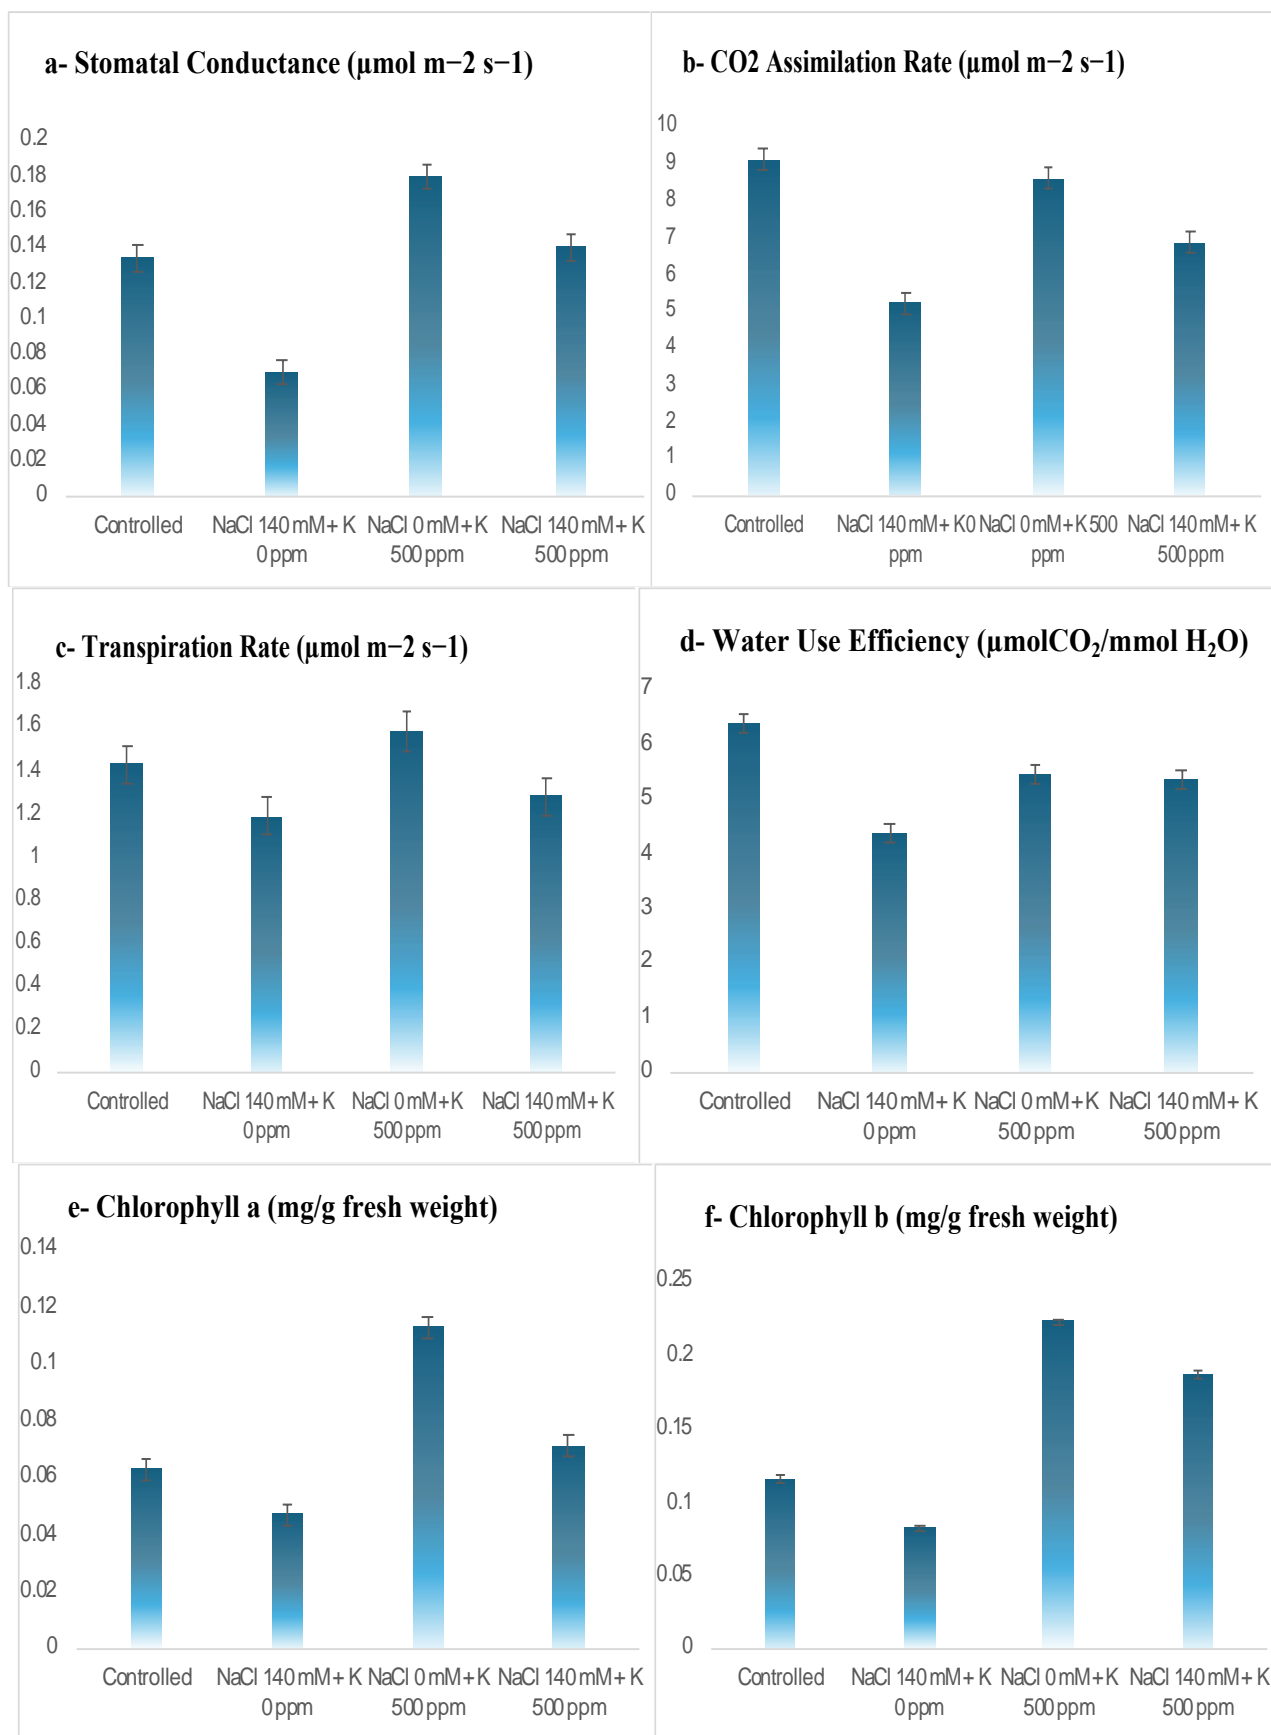 a- Stomatal Conductance (µmol m−2 s−1)
0.2
0.18
0.16
0.14
0.12
0.1
0.08
0.06
0.04
0.02
0
Controlled
NaCl 140 mM + K
0 ppm
NaCl 0 mM + K
500 ppm
NaCl 140 mM + K
500 ppm
b- CO2 Assimilation Rate (µmol m−2 s−1)
10
9
8
7
6
5
4
3
2
1
0
Controlled
NaCl 140 mM + K0
ppm
NaCl 0 mM + K 500
ppm
NaCl 140 mM + K
500 ppm
c- Transpiration Rate (µmol m−2 s−1)
1.8
1.6
1.4
1.2
1
0.8
0.6
0.4
0.2
0
Controlled
NaCl 140 mM + K
0 ppm
NaCl 0 mM + K
500 ppm
NaCl 140 mM + K
500 ppm
d- Water Use Efficiency (µmolCO₂/mmol H₂O)
7
6
5
4
3
2
1
0
Controlled
NaCl 140 mM + K
0 ppm
NaCl 0 mM + K
500 ppm
NaCl 140 mM + K
500 ppm
e- Chlorophyll a (mg/g fresh weight)
0.14
0.12
0.1
0.08
0.06
0.04
0.02
0
Controlled
NaCl 140 mM + K
0 ppm
NaCl 0 mM + K
500 ppm
NaCl 140 mM + K
500 ppm
f- Chlorophyll b (mg/g fresh weight)
0.25
0.2
0.15
0.1
0.05
0
Controlled
NaCl 140 mM + K
0 ppm
NaCl 0 mM + K
500 ppm
NaCl 140 mM + K
500 ppm